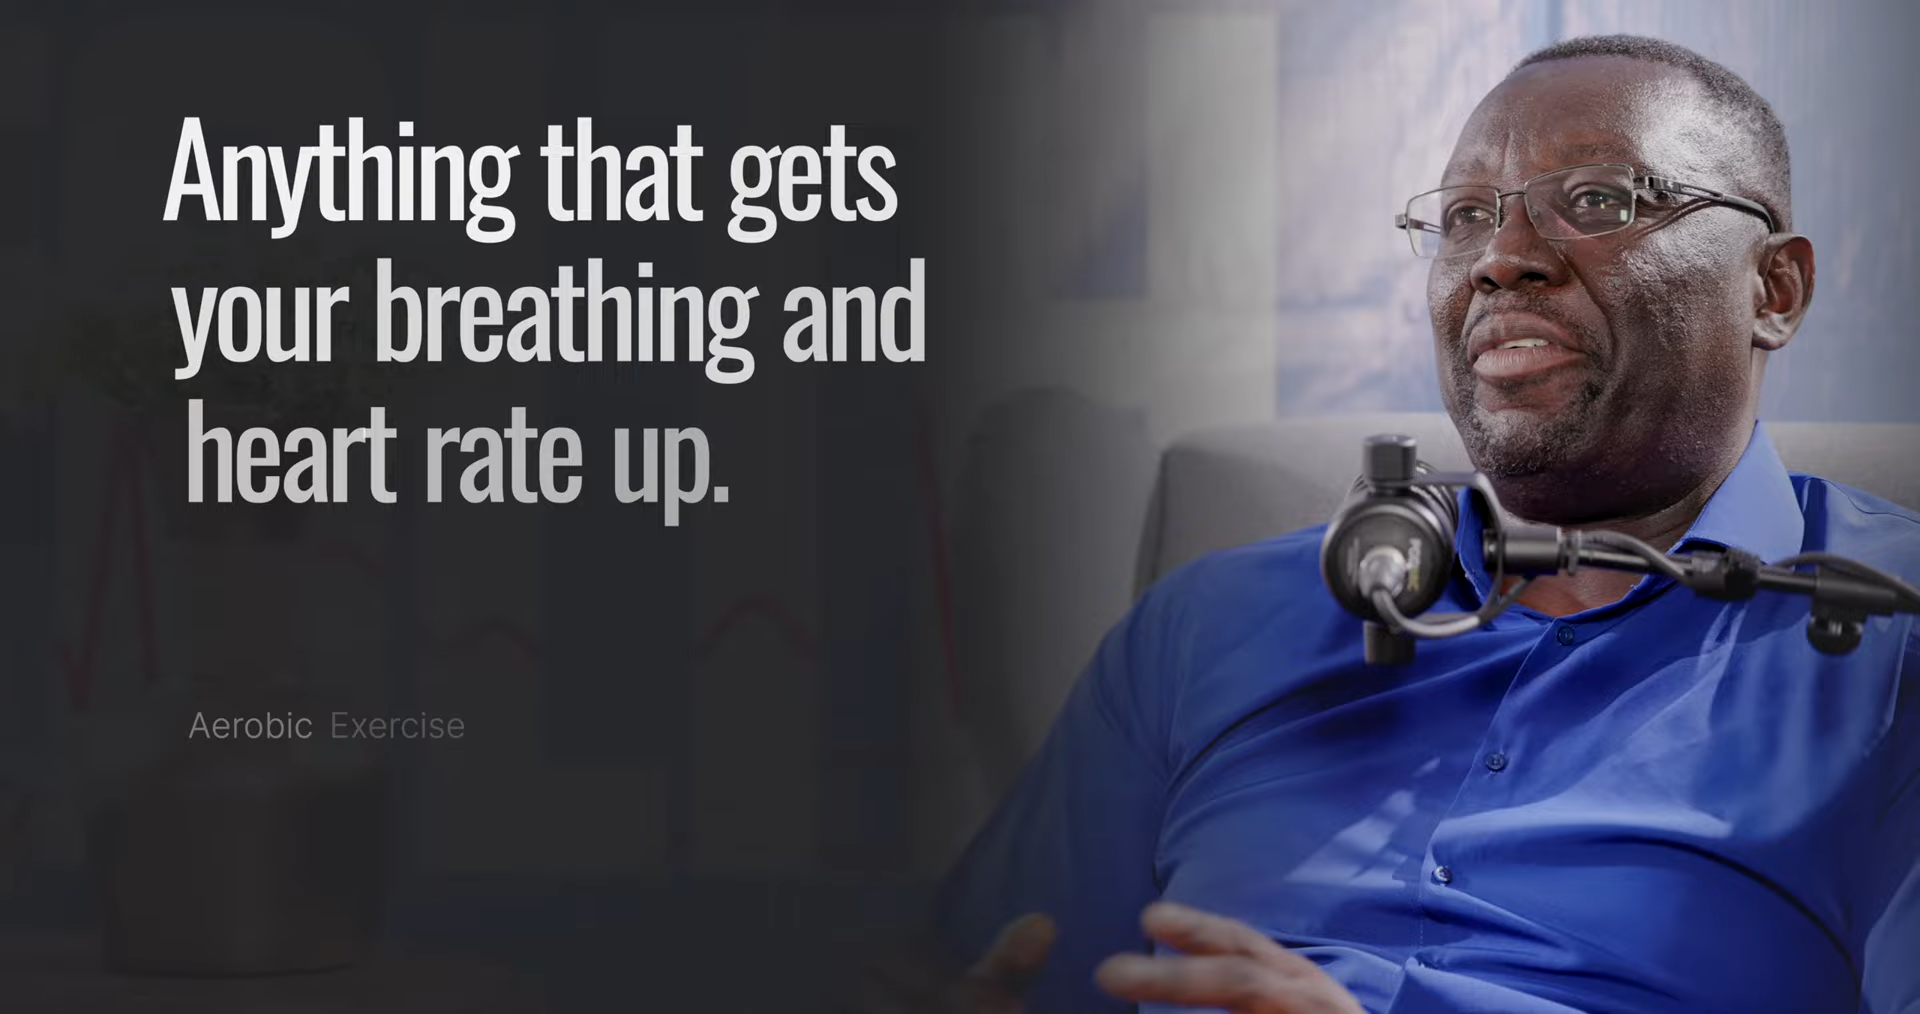 Anything that gets
your breathing and
heart rate up.
Aerobic Exercise